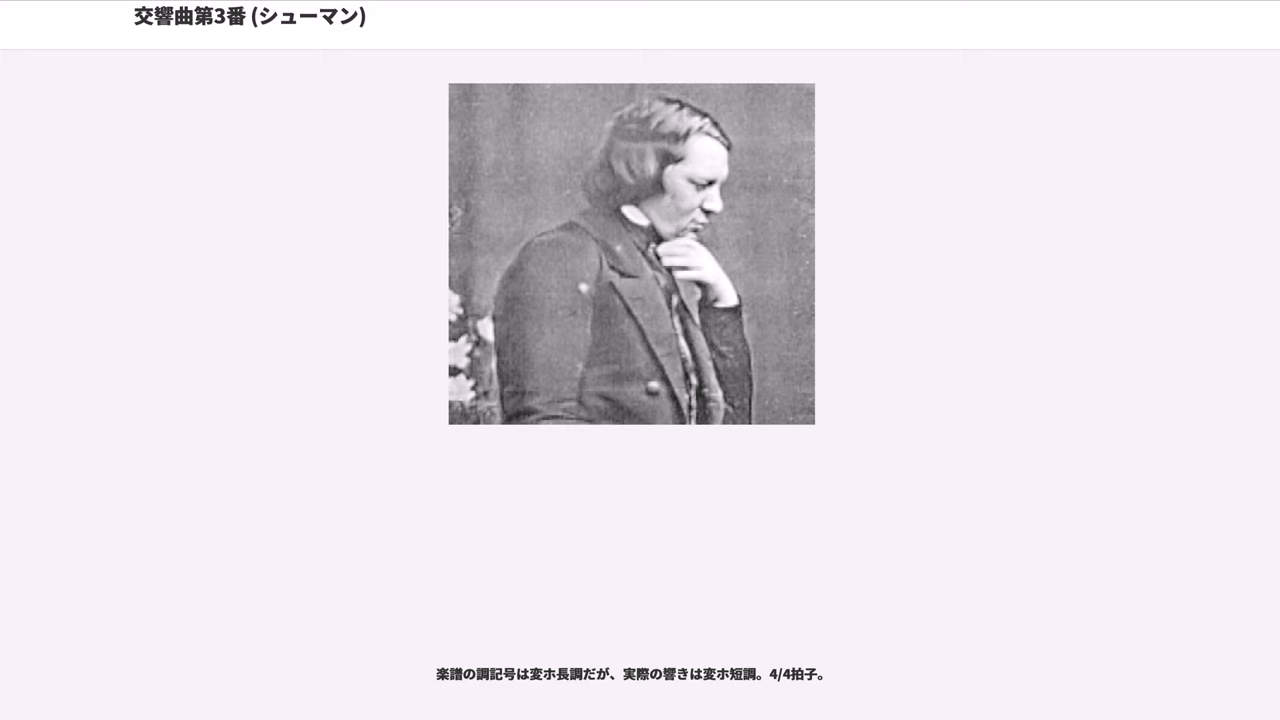 交響曲第3番 (シューマン)
楽譜の調記号は変ホ長調だが、実際の響きは変ホ短調。4/4拍子。